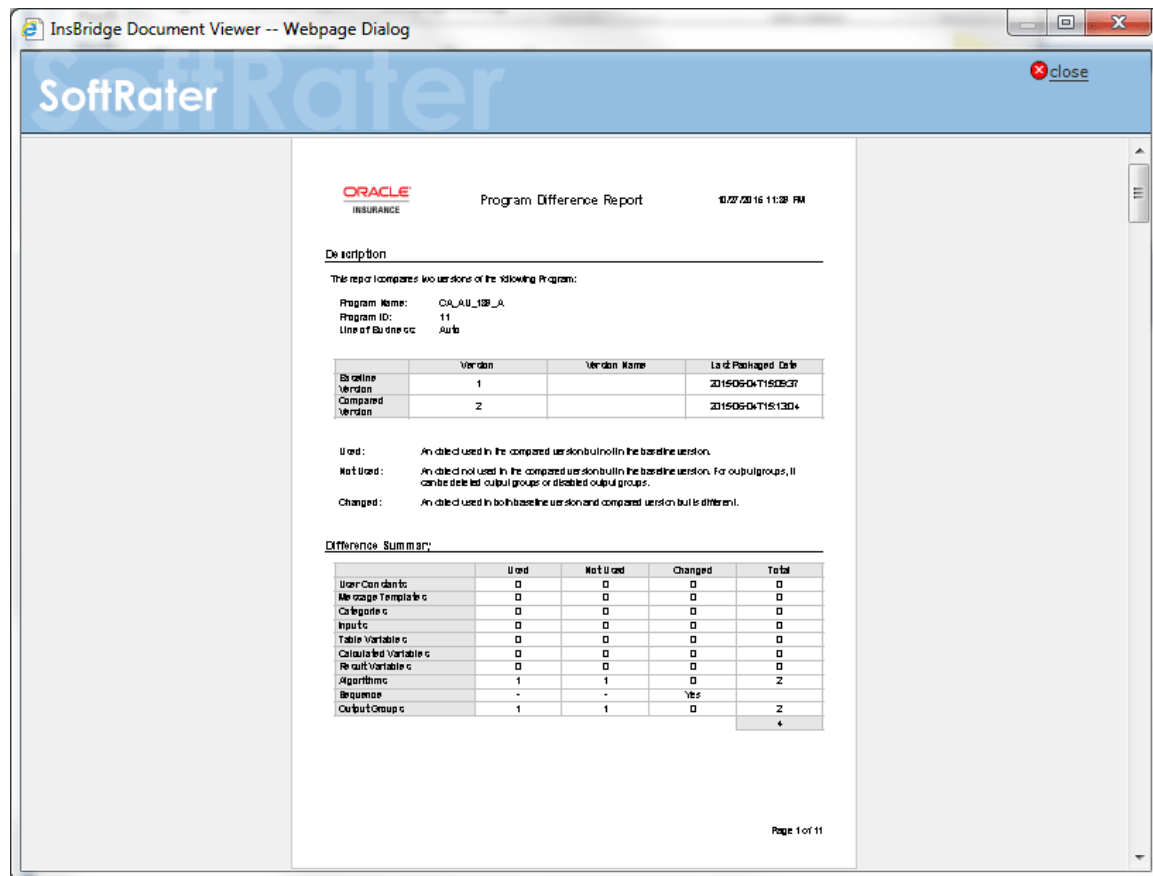 InsBridge Document Viewer -- Webpage Dialog
SoftRater
close
ORACLE
INSURANCE
Program Difference Report
10/27/2016 11:39 PM
Description
This report compares two versions of the following Program:
Program Name: CA_AU_139_A
Program ID: 11
Line of Business: Auto
Version Version Name Last Packaged Date
Baseline Version 1 2015-06-04T15:09:37
Compared Version 2 2015-06-04T15:13:04
Used: An object used in the compared version but not in the baseline version.
Not Used: An object not used in the compared version but in the baseline version. For output groups, it
can be deleted output groups or disabled output groups.
Changed: An object used in both baseline version and compared version but is different.
Difference Summary
Used Not Used Changed Total
User Constants 0 0 0 0
Message Templates 0 0 0 0
Categories 0 0 0 0
Inputs 0 0 0 0
Table Variables 0 0 0 0
Calculated Variables 0 0 0 0
Result Variables 0 0 0 0
Algorithms 1 1 0 2
Sequence - - Yes
Output Groups 1 1 0 2
4
Page 1 of 11